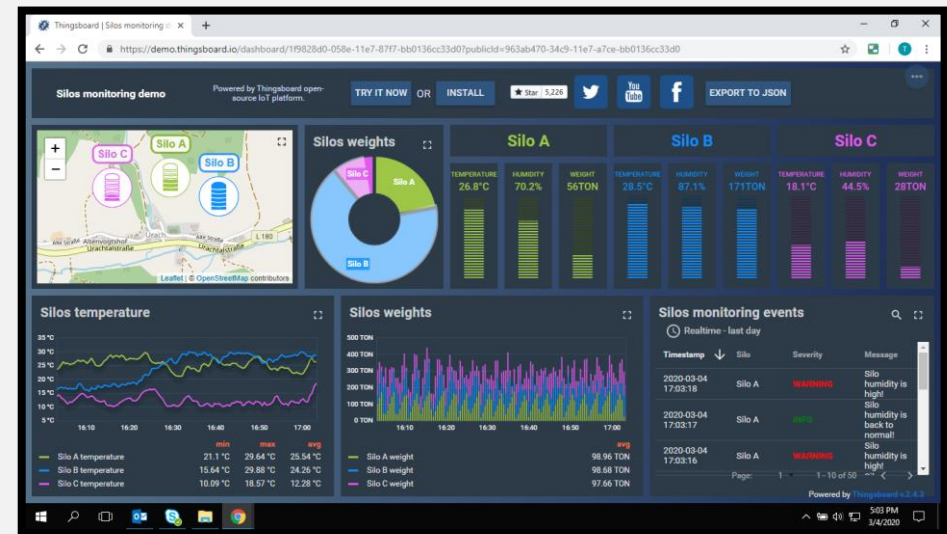 Thingsboard | Silos monitoring d
https://demo.thingsboard.io/dashboard/1f9828d0-058e-11e7-87f7-bb0136cc33d0?publicId=963ab470-34c9-11e7-a7ce-bb0136cc33d0
T
Silos monitoring demo
Powered by Thingsboard open-
source IoT platform.
TRY IT NOW OR INSTALL
Star 5,226
You
Tube
f
EXPORT TO JSON
+
−
Silo C
Silo A
Silo B
L 180
Altenvoigtshof
Urach
Urachtalstraße
Urachtalstraße
Leaflet | © OpenStreetMap contributors
Silos weights
Silo C
Silo A
Silo B
Silo A
TEMPERATURE HUMIDITY WEIGHT
26.8°C 70.2% 56TON
Silo B
TEMPERATURE HUMIDITY WEIGHT
28.5°C 87.1% 171TON
Silo C
TEMPERATURE HUMIDITY WEIGHT
18.1°C 44.5% 28TON
Silos temperature
35 °C
30 °C
25 °C
20 °C
15 °C
10 °C
5 °C
16:10 16:20 16:30 16:40 16:50 17:00
min max avg
Silo A temperature 21.1 °C 29.64 °C 25.54 °C
Silo B temperature 15.64 °C 29.88 °C 24.26 °C
Silo C temperature 10.09 °C 18.57 °C 12.28 °C
Silos weights
500 TON
400 TON
300 TON
200 TON
100 TON
0 TON
16:10 16:20 16:30 16:40 16:50 17:00
avg
Silo A weight 98.96 TON
Silo B weight 98.68 TON
Silo C weight 97.66 TON
Silos monitoring events
Realtime - last day
Timestamp Silo Severity Message
2020-03-04
17:03:18
Silo A
WARNING
Silo
humidity is
high!
2020-03-04
17:03:17
Silo A
INFO
Silo
humidity is
back to
normal!
2020-03-04
17:03:16
Silo A
WARNING
Silo
humidity is
high!
Page: 1 1 - 10 of 50
Powered by Thingsboard v.2.4.3
5:03 PM
3/4/2020